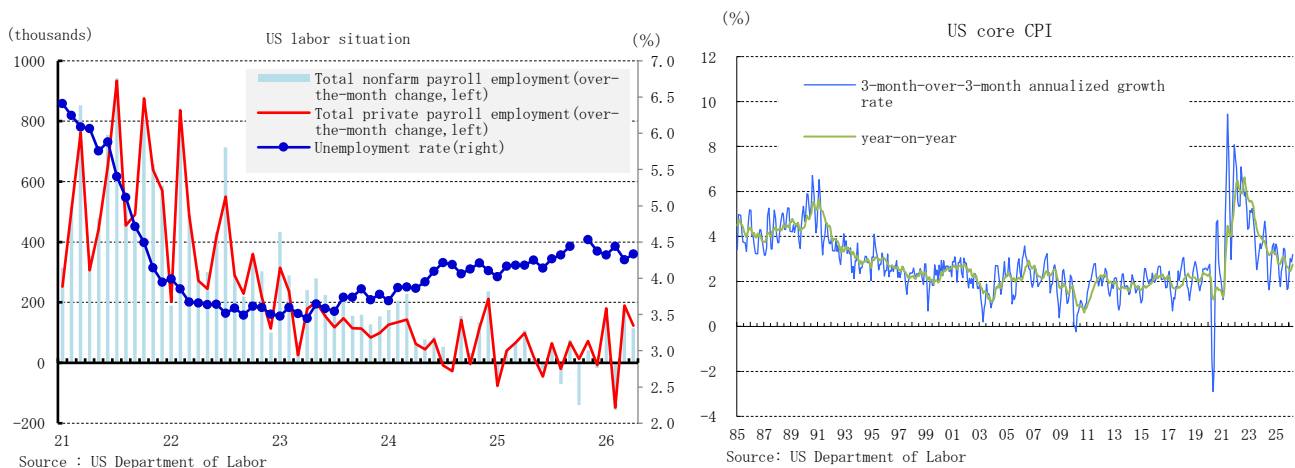 (thousands)
US labor situation
(%)
1000
800
600
400
200
0
-200
7.0
6.5
6.0
5.5
5.0
4.5
4.0
3.5
3.0
2.5
2.0
Total nonfarm payroll employment(over-
the-month change,left)
Total private payroll employment(over-
the-month change,left)
Unemployment rate(right)
21 22 23 24 25 26
Source : US Department of Labor
(%)
US core CPI
12
10
8
6
4
2
0
-2
-4
3-month-over-3-month annualized growth
rate
year-on-year
85 87 89 91 93 95 97 99 01 03 05 07 09 11 13 15 17 19 21 23 25
Source: US Department of Labor